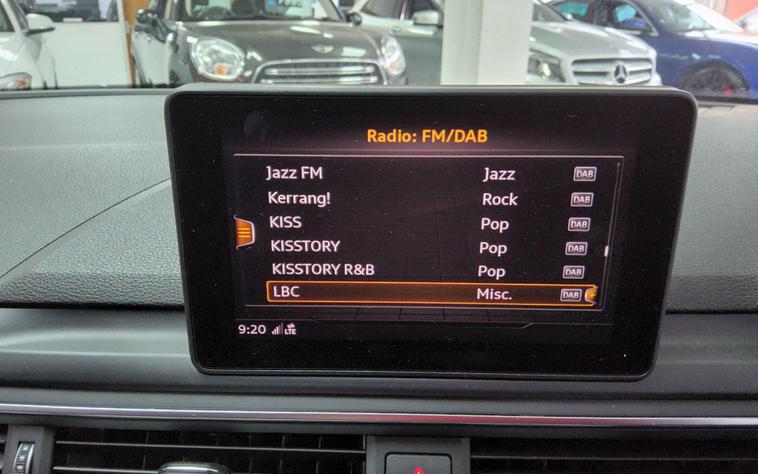 Radio: FM/DAB
Jazz FM Jazz DAB
Kerrang! Rock DAB
KISS Pop DAB
KISSTORY Pop DAB
KISSTORY R&B Pop DAB
LBC Misc. DAB
9:20 LTE